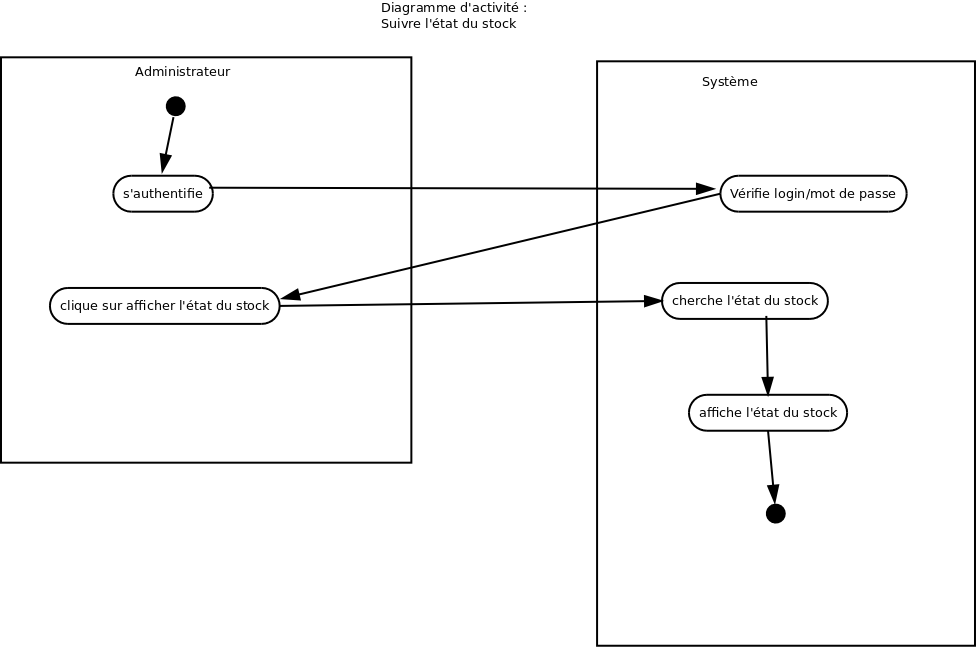 Diagramme d'activité :
Suivre l'état du stock
Administrateur
Système
s'authentifie
Vérifie login/mot de passe
clique sur afficher l'état du stock
cherche l'état du stock
affiche l'état du stock